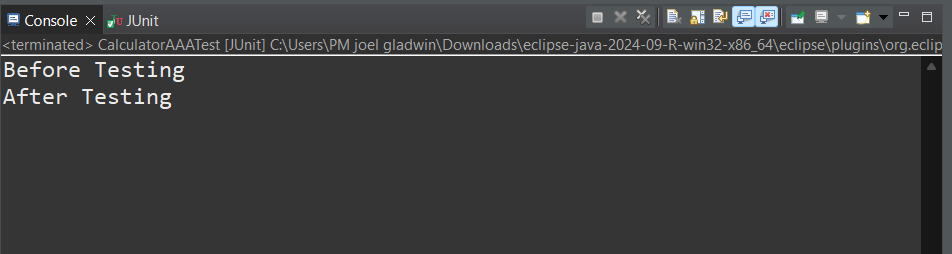 Console JUnit
<terminated> CalculatorAAATest [JUnit] C:\Users\PM joel gladwin\Downloads\eclipse-java-2024-09-R-win32-x86_64\eclipse\plugins\org.eclip
Before Testing
After Testing